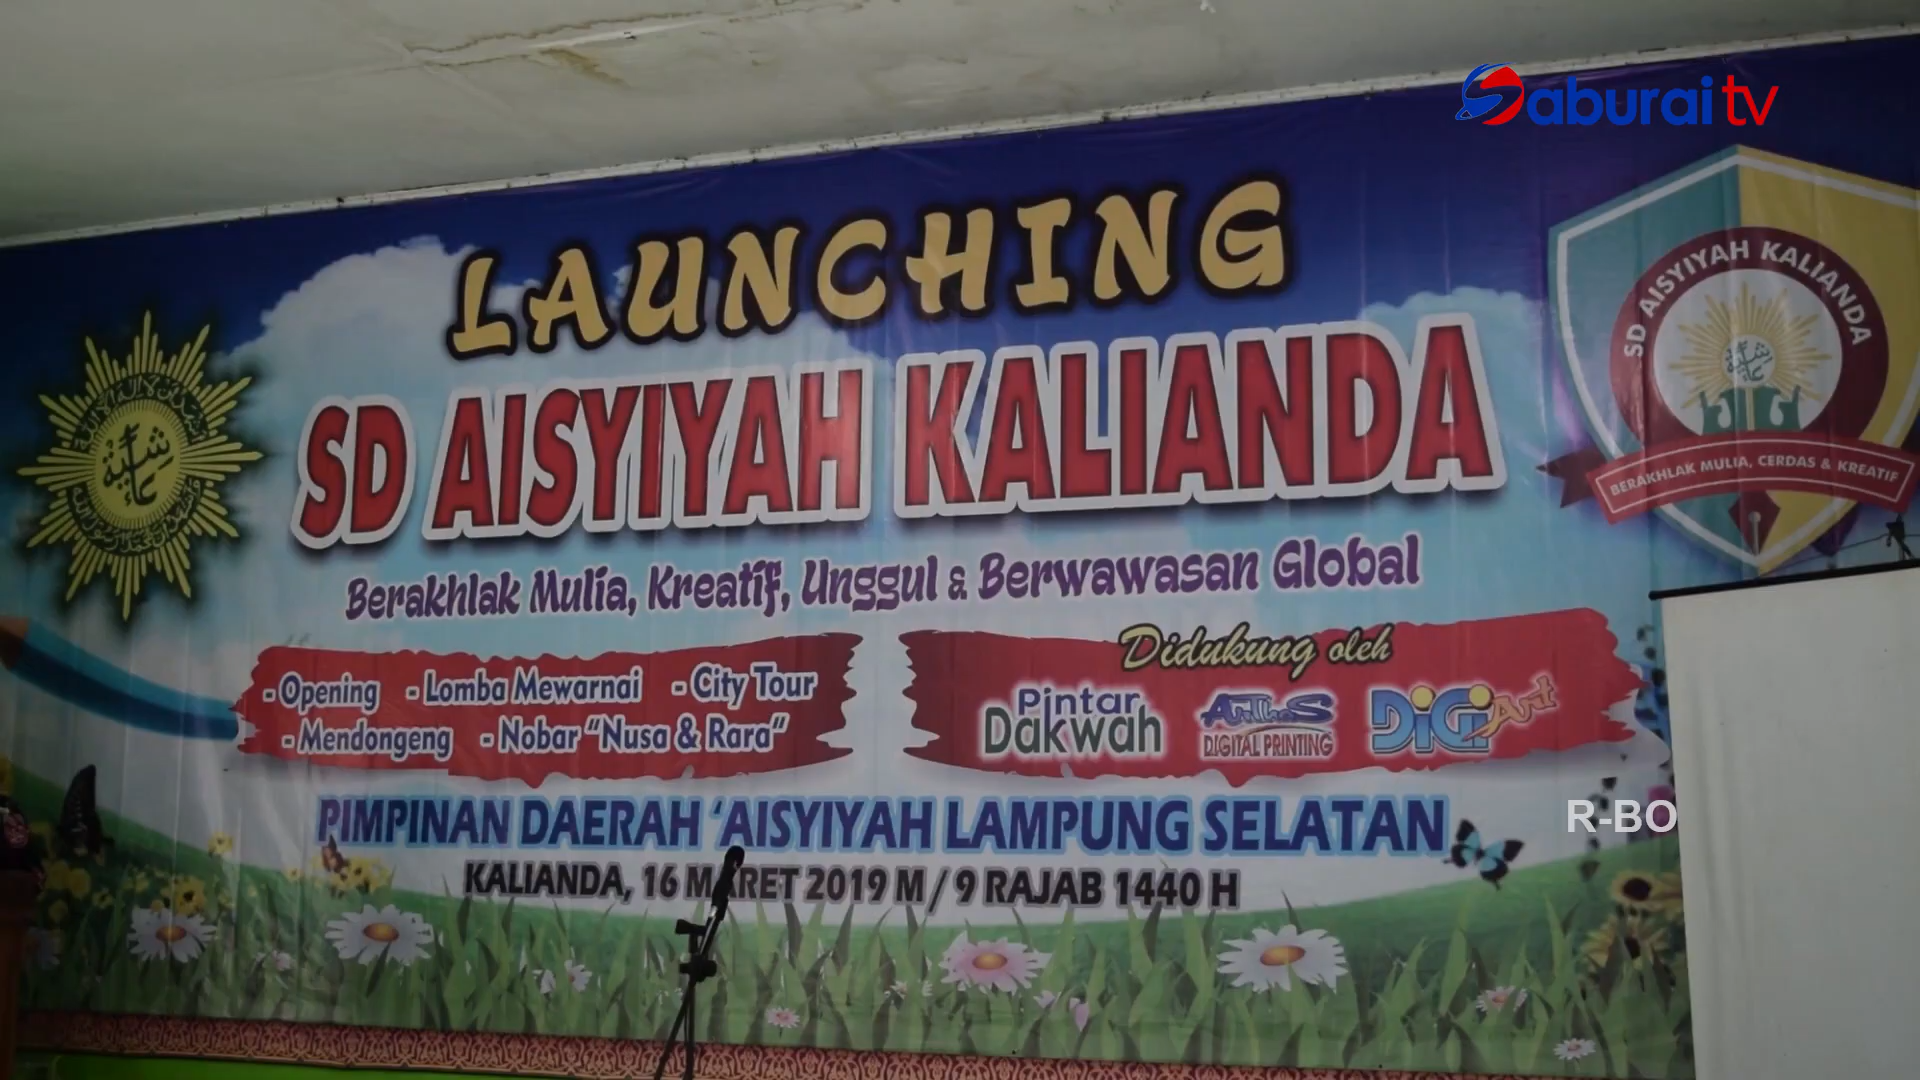 Saburai tv
LAUNCHING
SD AISYIYAH KALIANDA
Berakhlak Mulia, Kreatif, Unggul & Berwawasan Global
- Opening - Lomba Mewarnai - City Tour
- Mendongeng - Nobar "Nusa & Rara"
Didukung oleh
Pintar
Dakwah
DIGITAL PRINTING
DiGi Art
PIMPINAN DAERAH 'AISYIYAH LAMPUNG SELATAN
KALIANDA, 16 MARET 2019 M / 9 RAJAB 1440 H
SD AISYIYAH KALIANDA
عائشية
BERAKHLAK MULIA, CERDAS & KREATIF
عائشية
R-BO